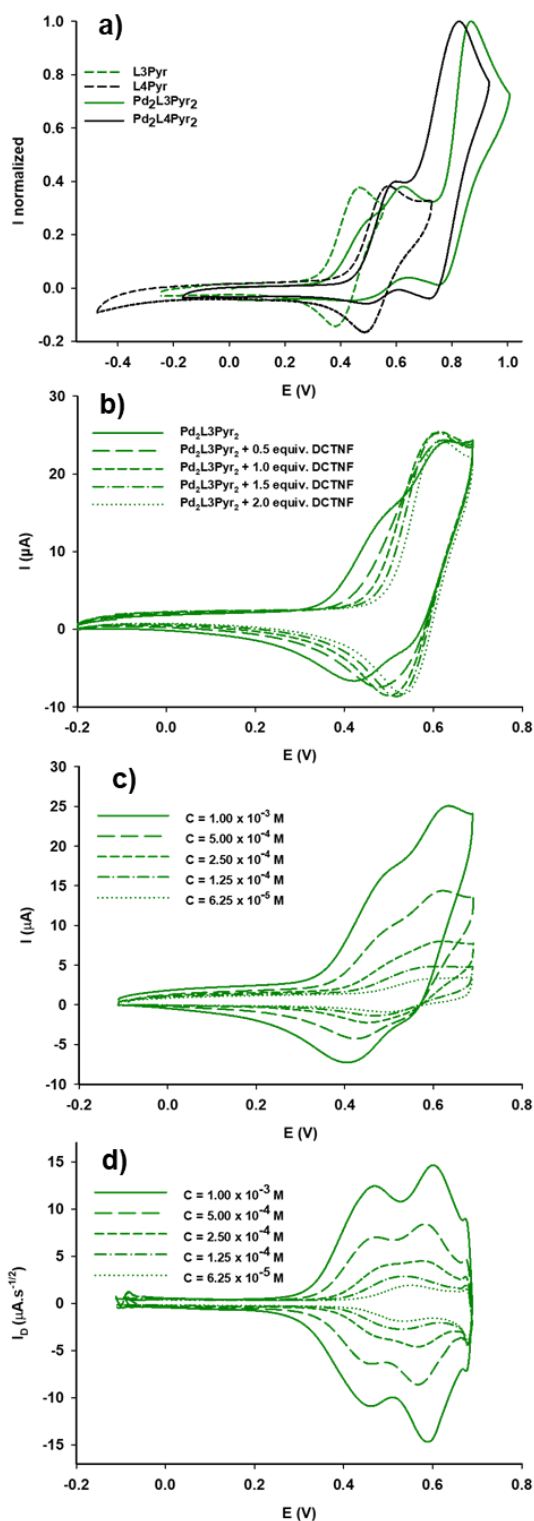 a)
L3Pyr
L4Pyr
Pd₂L3Pyr₂
Pd₂L4Pyr₂
I normalized
1.0
0.8
0.6
0.4
0.2
0.0
-0.2
-0.4 -0.2 0.0 0.2 0.4 0.6 0.8 1.0
E (V)
b)
Pd₂L3Pyr₂
Pd₂L3Pyr₂ + 0.5 equiv. DCTNF
Pd₂L3Pyr₂ + 1.0 equiv. DCTNF
Pd₂L3Pyr₂ + 1.5 equiv. DCTNF
Pd₂L3Pyr₂ + 2.0 equiv. DCTNF
I (µA)
30
20
10
0
-10
-0.2 0.0 0.2 0.4 0.6 0.8
E (V)
c)
C = 1.00 x 10⁻³ M
C = 5.00 x 10⁻⁴ M
C = 2.50 x 10⁻⁴ M
C = 1.25 x 10⁻⁴ M
C = 6.25 x 10⁻⁵ M
I (µA)
30
25
20
15
10
5
0
-5
-10
-0.2 0.0 0.2 0.4 0.6 0.8
E (V)
d)
C = 1.00 x 10⁻³ M
C = 5.00 x 10⁻⁴ M
C = 2.50 x 10⁻⁴ M
C = 1.25 x 10⁻⁴ M
C = 6.25 x 10⁻⁵ M
I_D (µA.s⁻¹/²)
15
10
5
0
-5
-10
-15
-0.2 0.0 0.2 0.4 0.6 0.8
E (V)